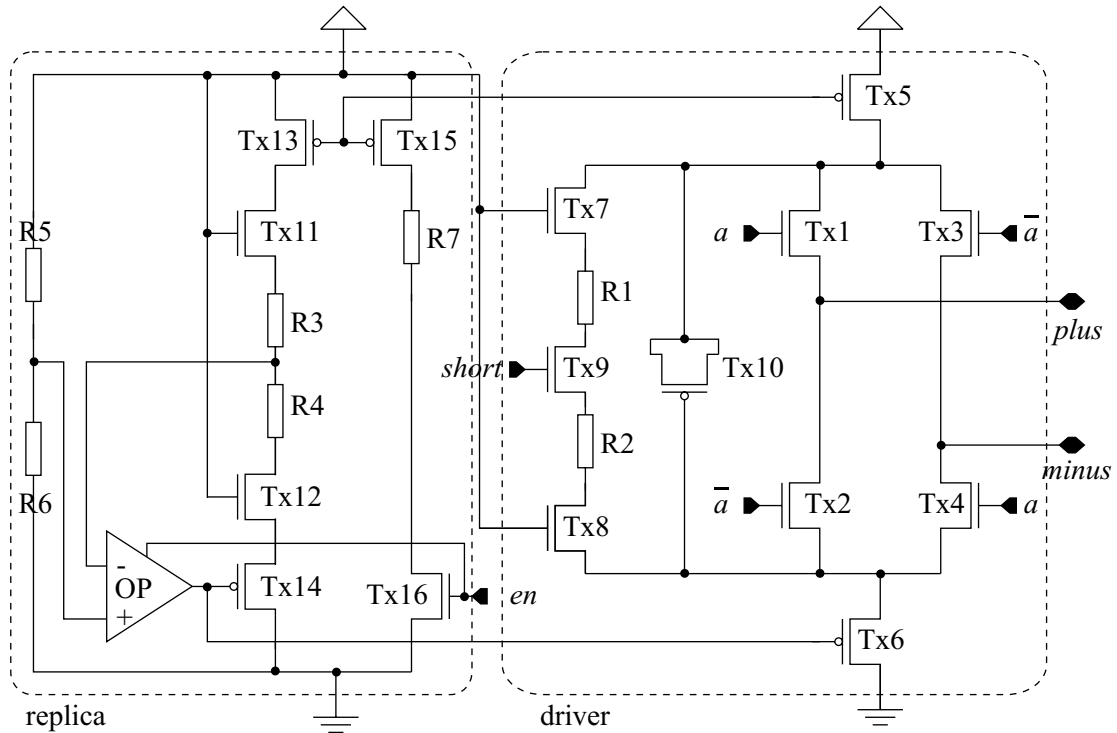 Tx5
Tx13
Tx15
Tx7
R5
Tx11
R7
a
Tx1
Tx3
a̅
R3
R1
plus
short
Tx9
Tx10
R4
R2
R6
Tx12
a̅
Tx2
Tx4
a
minus
Tx8
-
OP
+
Tx14
Tx16
en
Tx6
replica
driver